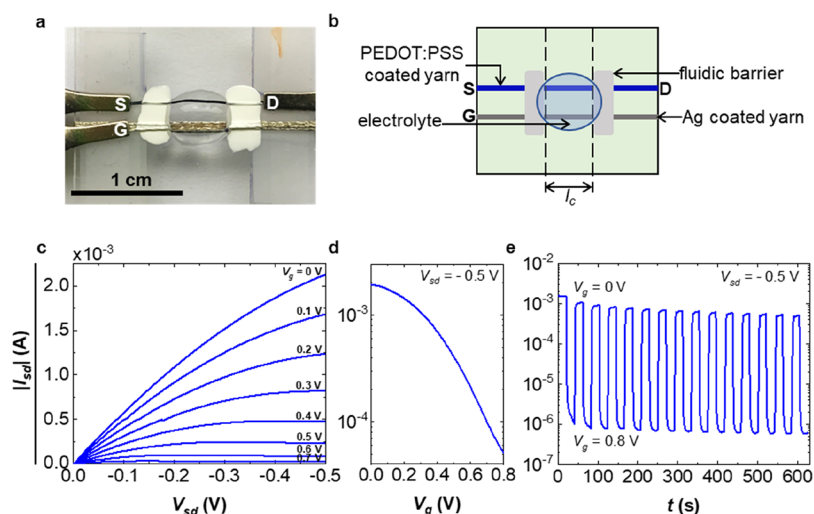 a
S
D
G
1 cm
b
PEDOT:PSS
coated yarn
fluidic barrier
S
D
G
electrolyte
Ag coated yarn
l_c
c
×10⁻³
V_g = 0 V
2.0
0.1 V
1.5
0.2 V
1.0
0.3 V
0.5
0.4 V
0.5 V
0.6 V
0.7 V
0.0
0.0 -0.1 -0.2 -0.3 -0.4 -0.5
|I_sd| (A)
V_sd (V)
d
V_sd = - 0.5 V
10⁻³
10⁻⁴
0.0 0.2 0.4 0.6 0.8
V_g (V)
e
10⁻²
V_g = 0V
V_sd = -0.5 V
10⁻³
10⁻⁴
10⁻⁵
10⁻⁶
V_g = 0.8 V
10⁻⁷
0 100 200 300 400 500 600
t (s)